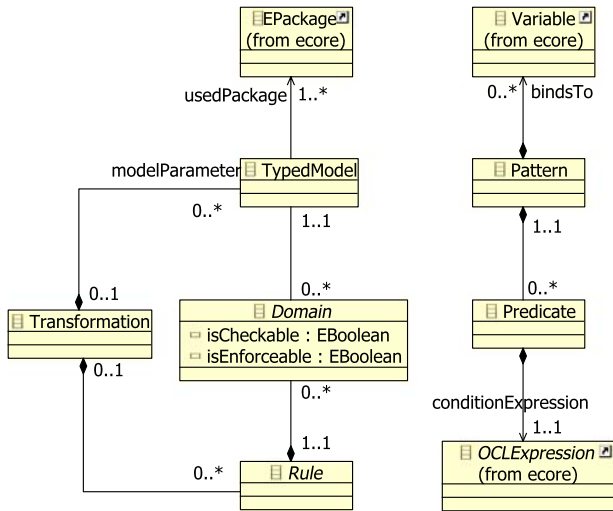 EPackage
(from ecore)
Variable
(from ecore)
usedPackage
1..*
0..*
bindsTo
modelParameter
TypedModel
Pattern
0..*
1..1
1..1
0..1
0..*
0..*
Transformation
Domain
isCheckable : EBoolean
isEnforceable : EBoolean
Predicate
0..1
0..*
conditionExpression
1..1
1..1
0..*
Rule
OCLExpression
(from ecore)